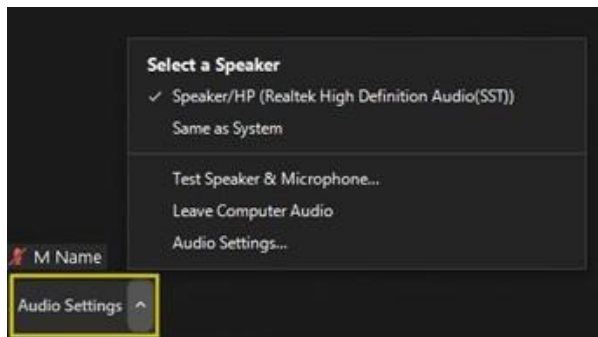 Select a Speaker
Speaker/HP (Realtek High Definition Audio(SST))
Same as System
Test Speaker & Microphone...
Leave Computer Audio
Audio Settings...
M Name
Audio Settings